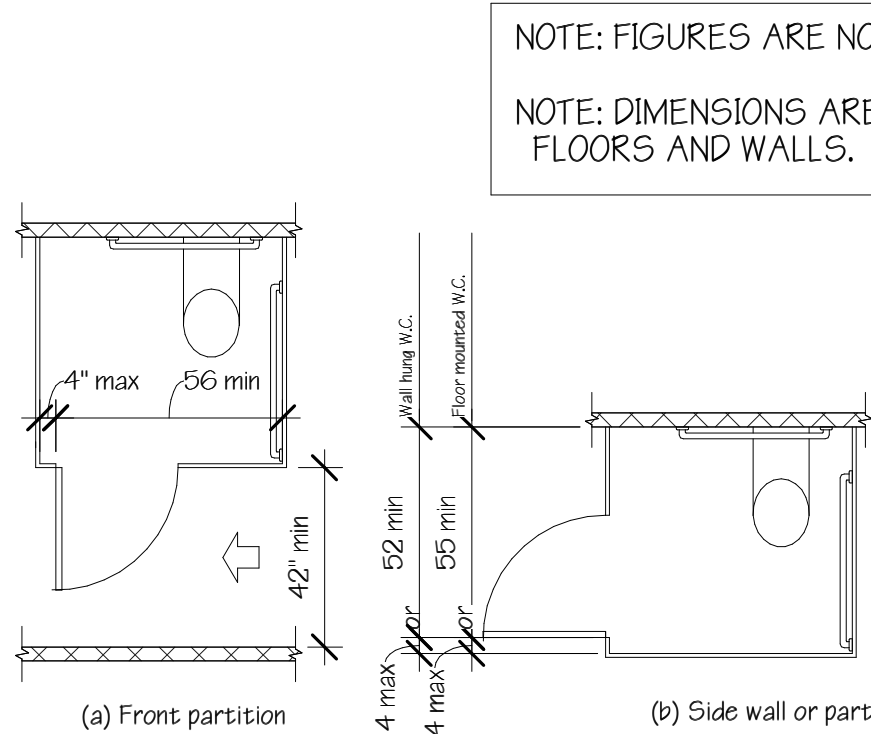 NOTE: FIGURES ARE NO
NOTE: DIMENSIONS ARE
FLOORS AND WALLS.
4" max
56 min
42" min
(a) Front partition
Wall hung W.C.
Floor mounted W.C.
52 min
55 min
or
or
4 max
4 max
(b) Side wall or part